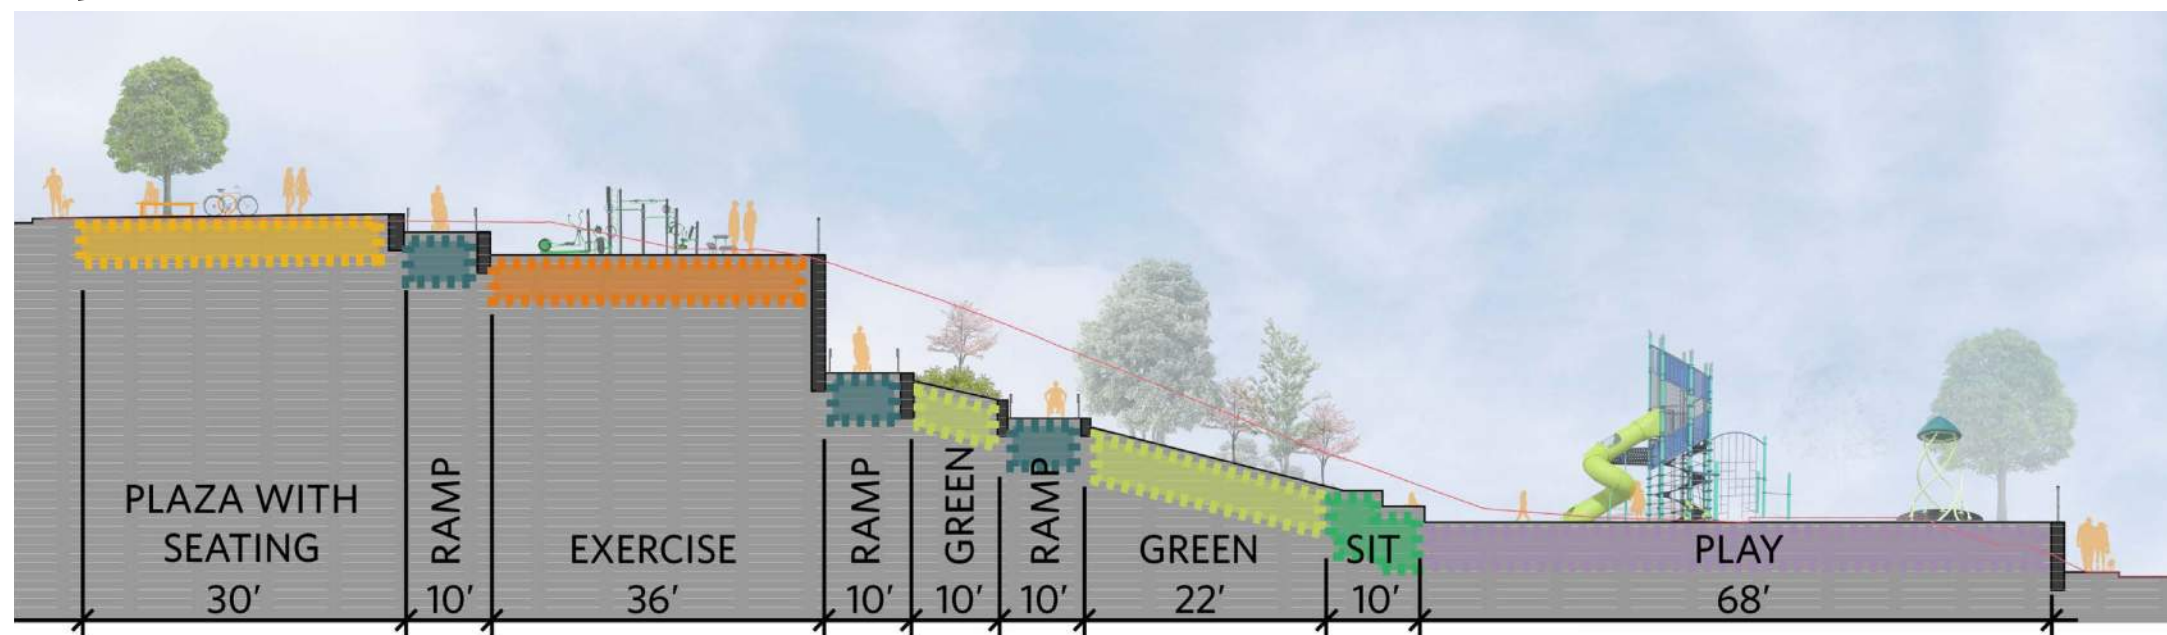 PLAZA WITH
SEATING
30′
RAMP
10′
EXERCISE
36′
RAMP
10′
GREEN
10′
RAMP
10′
GREEN
22′
SIT
10′
PLAY
68′